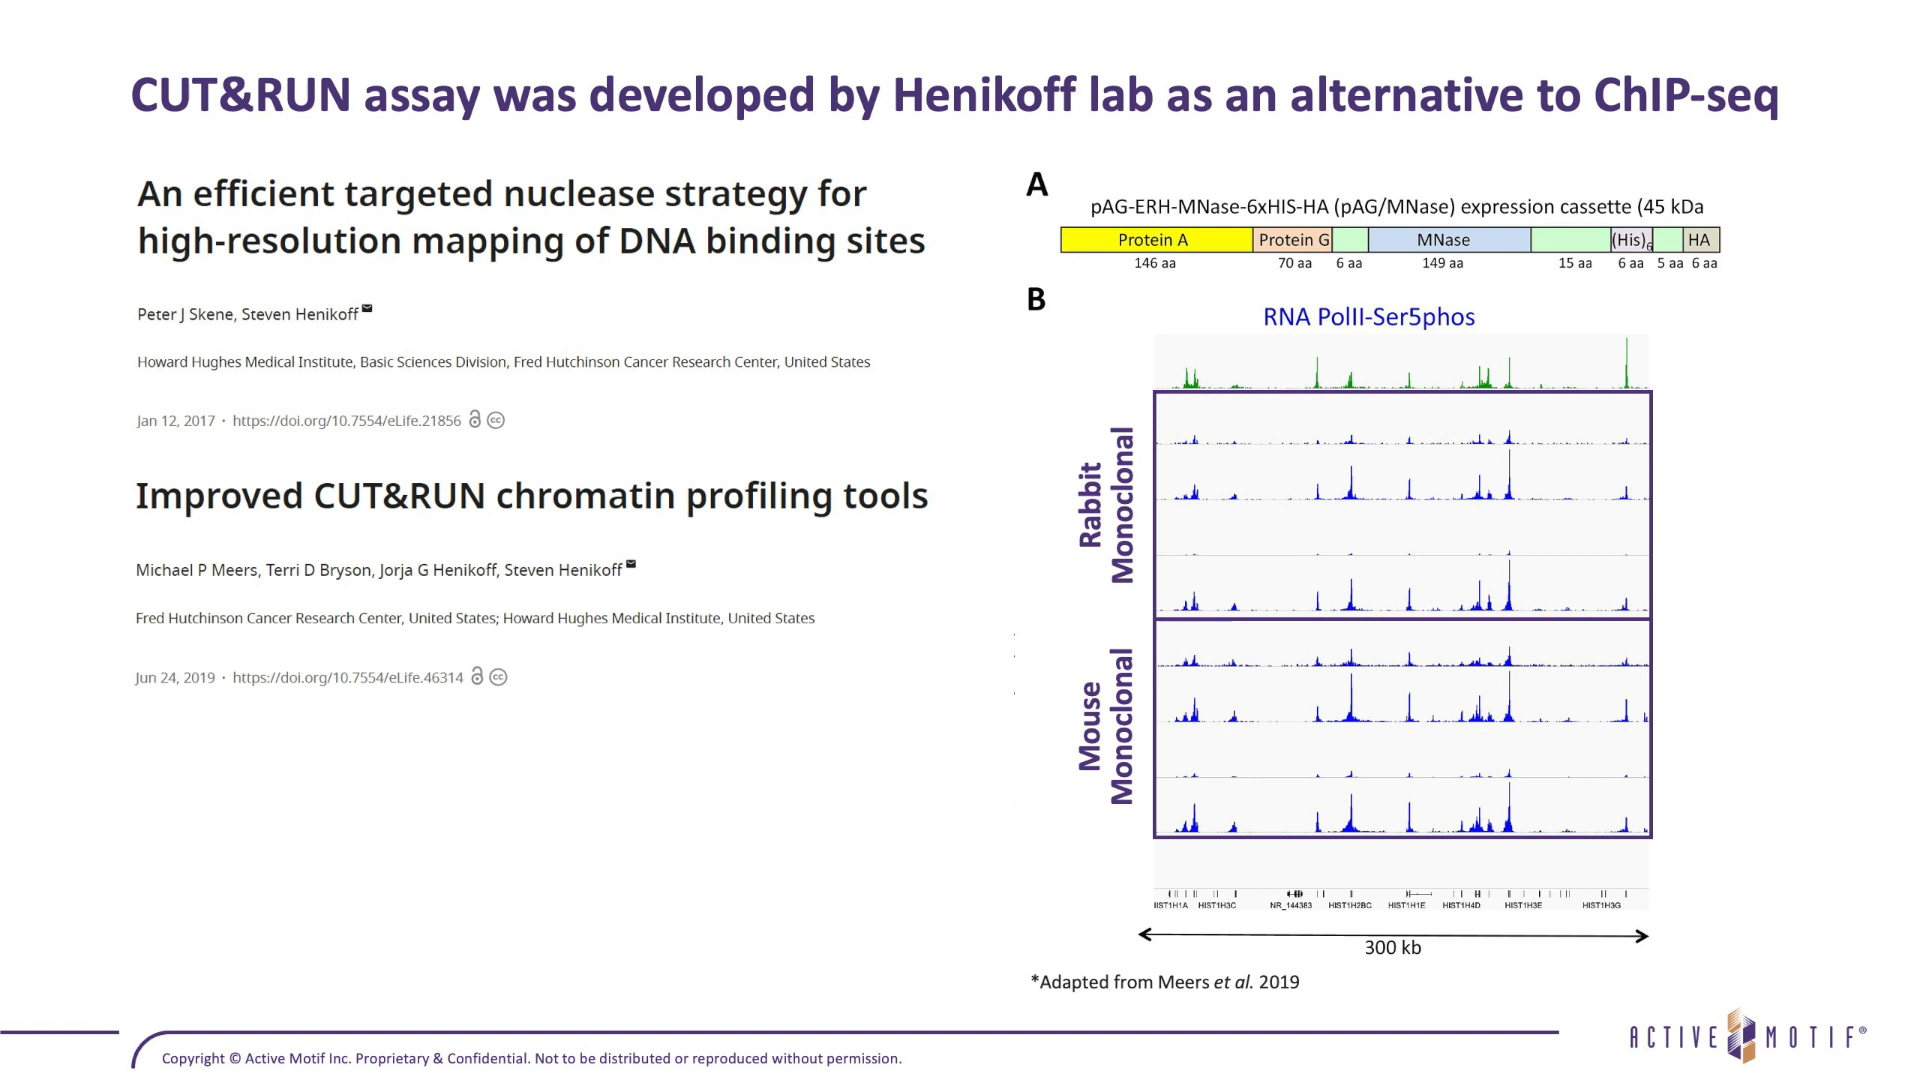 CUT&RUN assay was developed by Henikoff lab as an alternative to ChIP-seq
An efficient targeted nuclease strategy for
high-resolution mapping of DNA binding sites
Peter J Skene, Steven Henikoff
Howard Hughes Medical Institute, Basic Sciences Division, Fred Hutchinson Cancer Research Center, United States
Jan 12, 2017 · https://doi.org/10.7554/eLife.21856
Improved CUT&RUN chromatin profiling tools
Michael P Meers, Terri D Bryson, Jorja G Henikoff, Steven Henikoff
Fred Hutchinson Cancer Research Center, United States; Howard Hughes Medical Institute, United States
Jun 24, 2019 · https://doi.org/10.7554/eLife.46314
A
pAG-ERH-MNase-6xHIS-HA (pAG/MNase) expression cassette (45 kDa
Protein A Protein G MNase (His)6 HA
146 aa 70 aa 6 aa 149 aa 15 aa 6 aa 5 aa 6 aa
B
RNA PolII-Ser5phos
Rabbit
Monoclonal
Mouse
Monoclonal
IST1H1A HIST1H3C NR_144383 HIST1H2BC HIST1H1E HIST1H4D HIST1H3E HIST1H3G
300 kb
*Adapted from Meers et al. 2019
Copyright © Active Motif Inc. Proprietary & Confidential. Not to be distributed or reproduced without permission.
ACTIVE MOTIF®